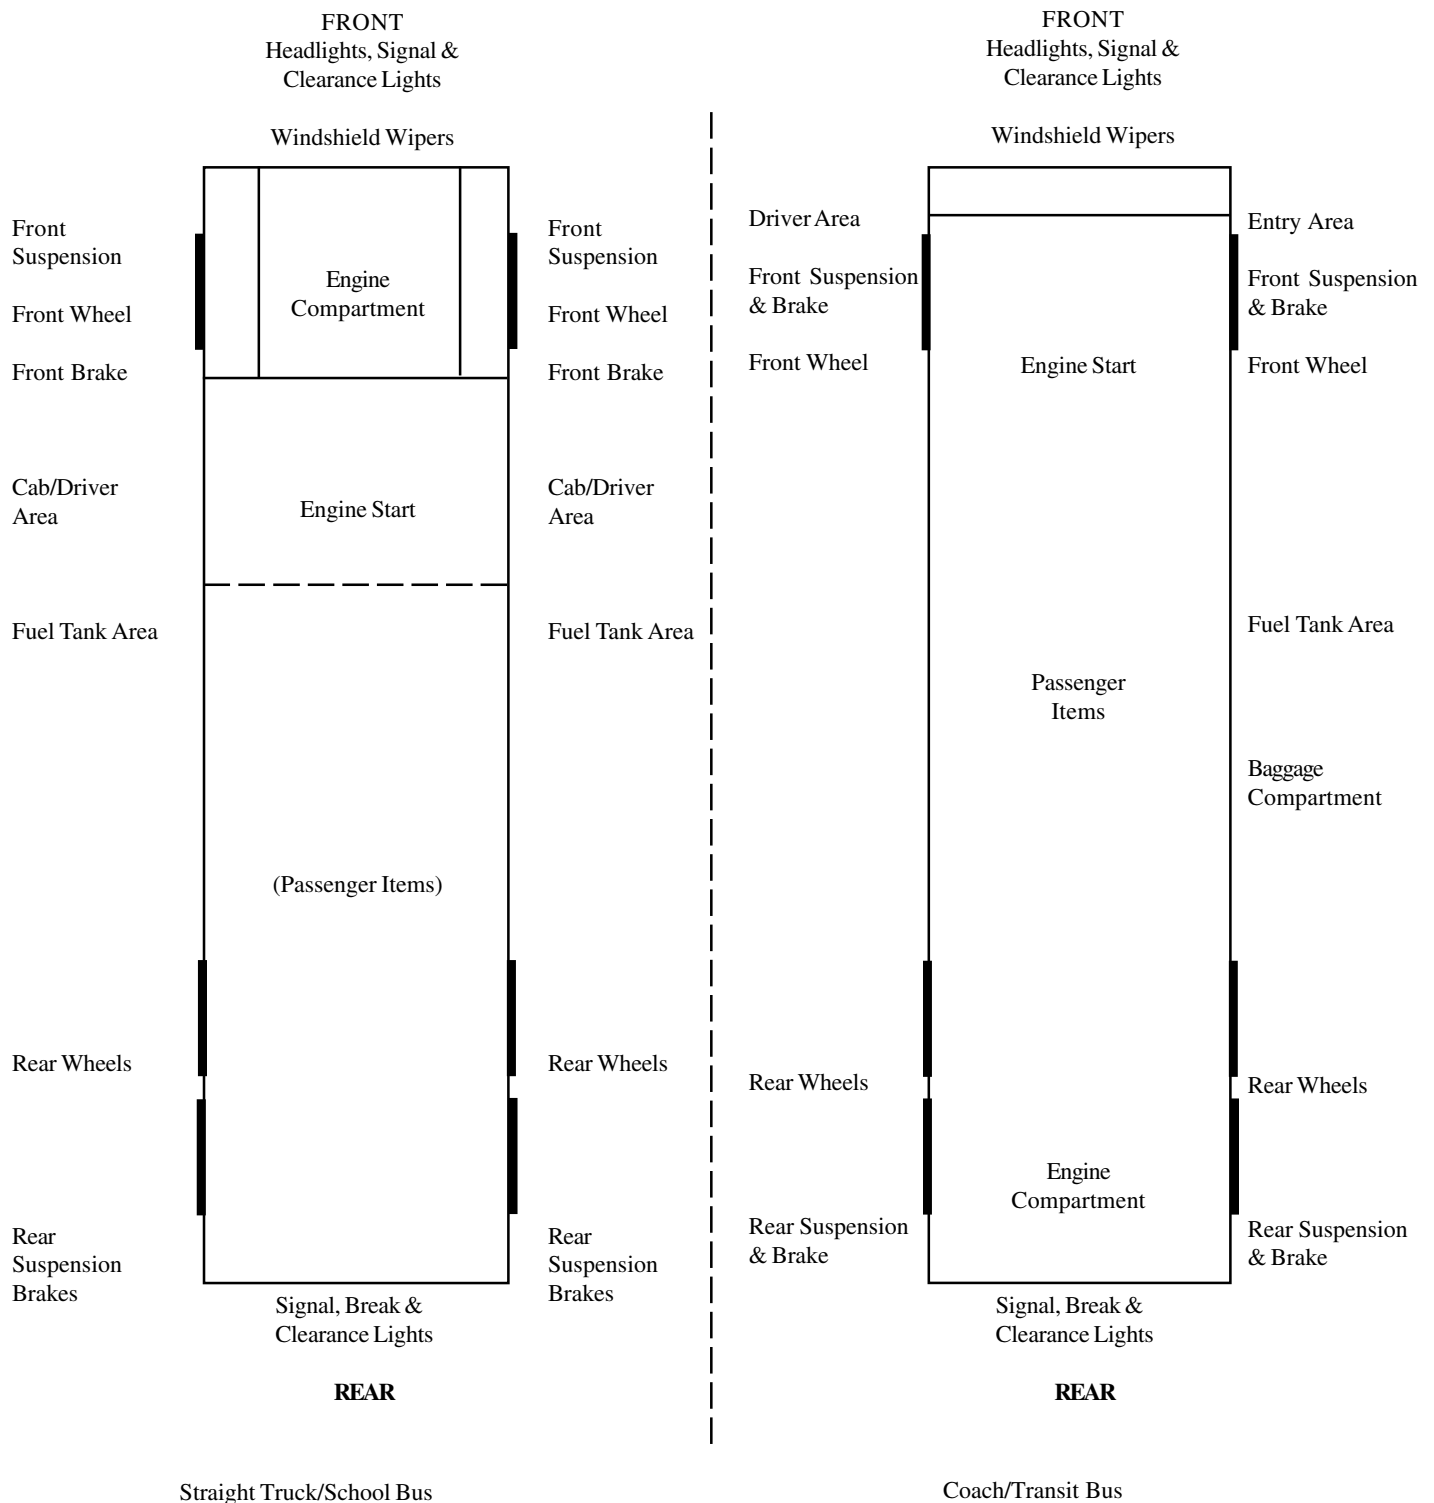 FRONT
Headlights, Signal &
Clearance Lights
Windshield Wipers
Front
Suspension
Front Wheel
Front Brake
Engine
Compartment
Front
Suspension
Front Wheel
Front Brake
Cab/Driver
Area
Engine Start
Cab/Driver
Area
Fuel Tank Area
Fuel Tank Area
(Passenger Items)
Rear Wheels
Rear Wheels
Rear
Suspension
Brakes
Rear
Suspension
Brakes
Signal, Break &
Clearance Lights
REAR
Straight Truck/School Bus
FRONT
Headlights, Signal &
Clearance Lights
Windshield Wipers
Driver Area
Entry Area
Front Suspension
& Brake
Front Suspension
& Brake
Front Wheel
Engine Start
Front Wheel
Fuel Tank Area
Passenger
Items
Baggage
Compartment
Rear Wheels
Rear Wheels
Engine
Compartment
Rear Suspension
& Brake
Rear Suspension
& Brake
Signal, Break &
Clearance Lights
REAR
Coach/Transit Bus